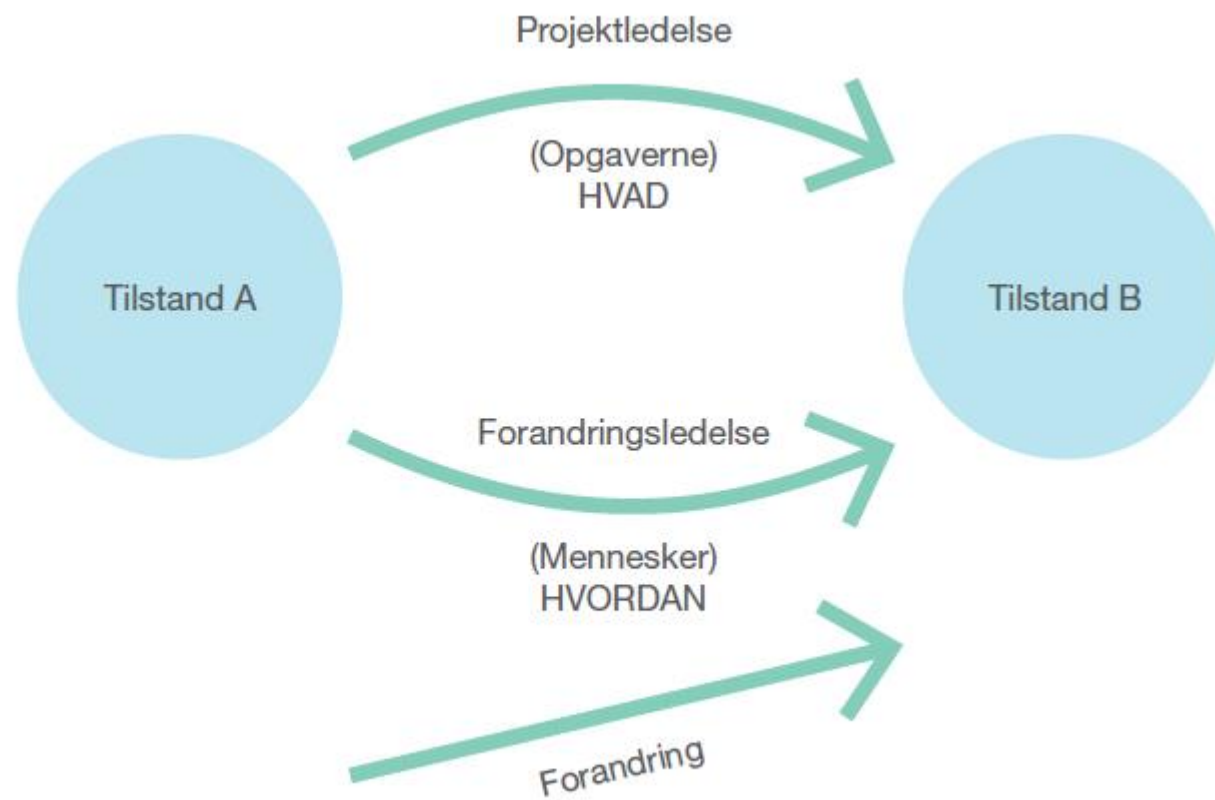 Projektledelse
(Opgaverne)
HVAD
Tilstand A
Tilstand B
Forandringsledelse
(Mennesker)
HVORDAN
Forandring